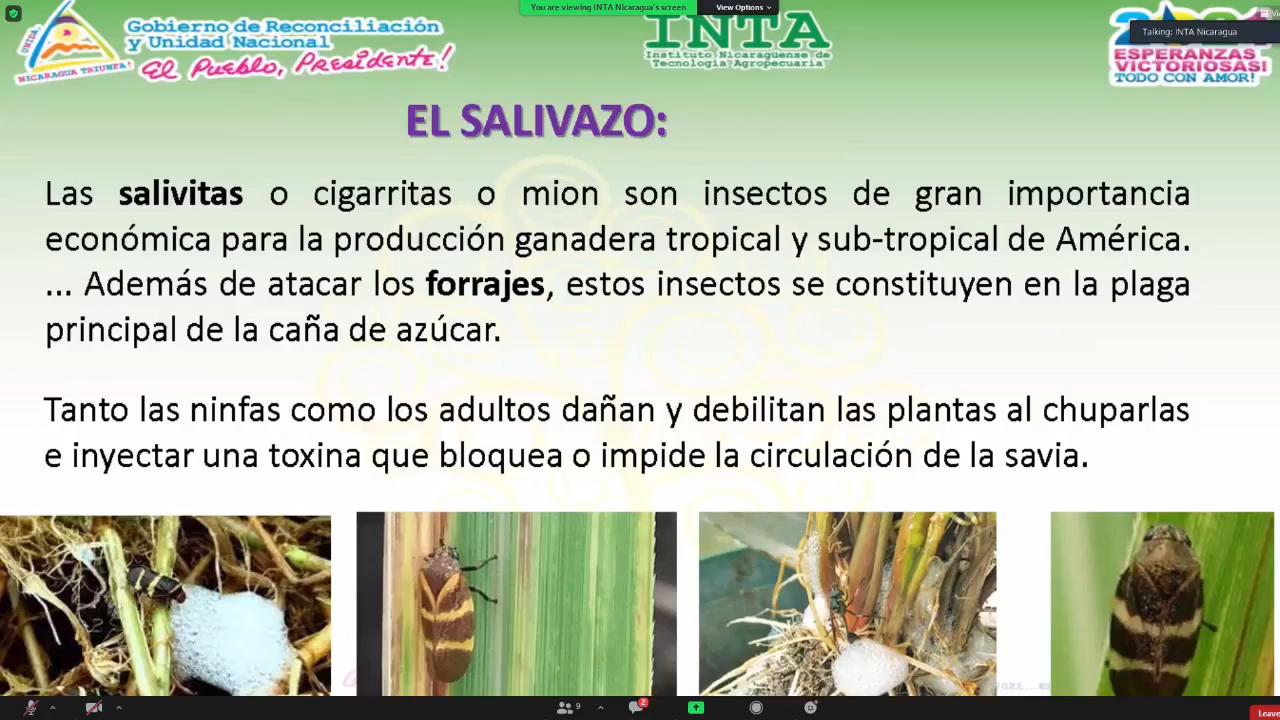 You are viewing INTA Nicaragua's screen
View Options
Talking: INTA Nicaragua
UNIDA
NICARAGUA TRIUNFA!
Gobierno de Reconciliación
y Unidad Nacional
El Pueblo, Presidente!
INTA
Instituto Nicaragüense de
Tecnología Agropecuaria
ESPERANZAS
VICTORIOSAS!
TODO CON AMOR!
EL SALIVAZO:
Las salivitas o cigarritas o mion son insectos de gran importancia
económica para la producción ganadera tropical y sub-tropical de América.
... Además de atacar los forrajes, estos insectos se constituyen en la plaga
principal de la caña de azúcar.
Tanto las ninfas como los adultos dañan y debilitan las plantas al chuparlas
e inyectar una toxina que bloquea o impide la circulación de la savia.
9
2
Leave